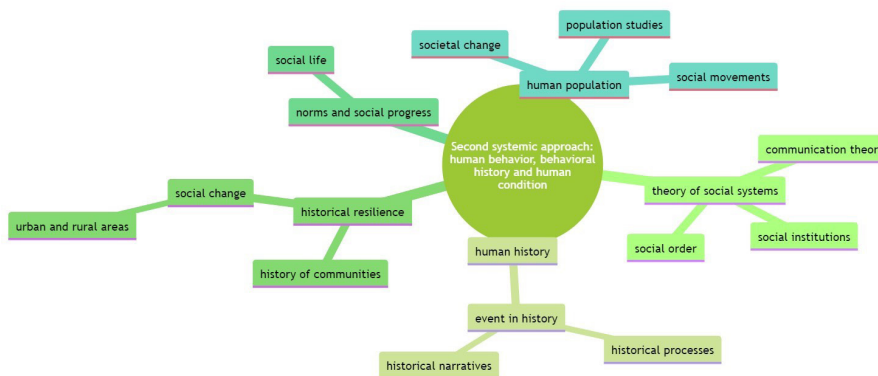 population studies
societal change
social life
social movements
human population
norms and social progress
Second systemic approach:
human behavior, behavioral
history and human
condition
communication theor
social change
theory of social systems
urban and rural areas
historical resilience
social institutions
human history
social order
history of communities
event in history
historical processes
historical narratives